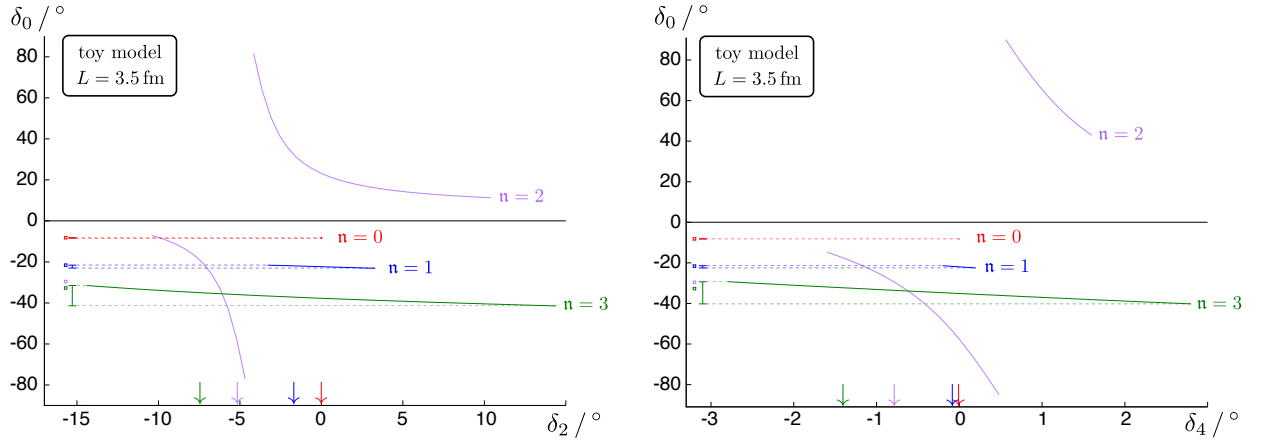 δ₀ / °
toy model
L = 3.5 fm
80
60
40
20
0
-20
-40
-60
-80
𝔫 = 2
𝔫 = 0
𝔫 = 1
𝔫 = 3
-15
-10
-5
0
5
10
δ₂ / °
δ₀ / °
toy model
L = 3.5 fm
80
60
40
20
0
-20
-40
-60
-80
𝔫 = 2
𝔫 = 0
𝔫 = 1
𝔫 = 3
-3
-2
-1
0
1
2
δ₄ / °